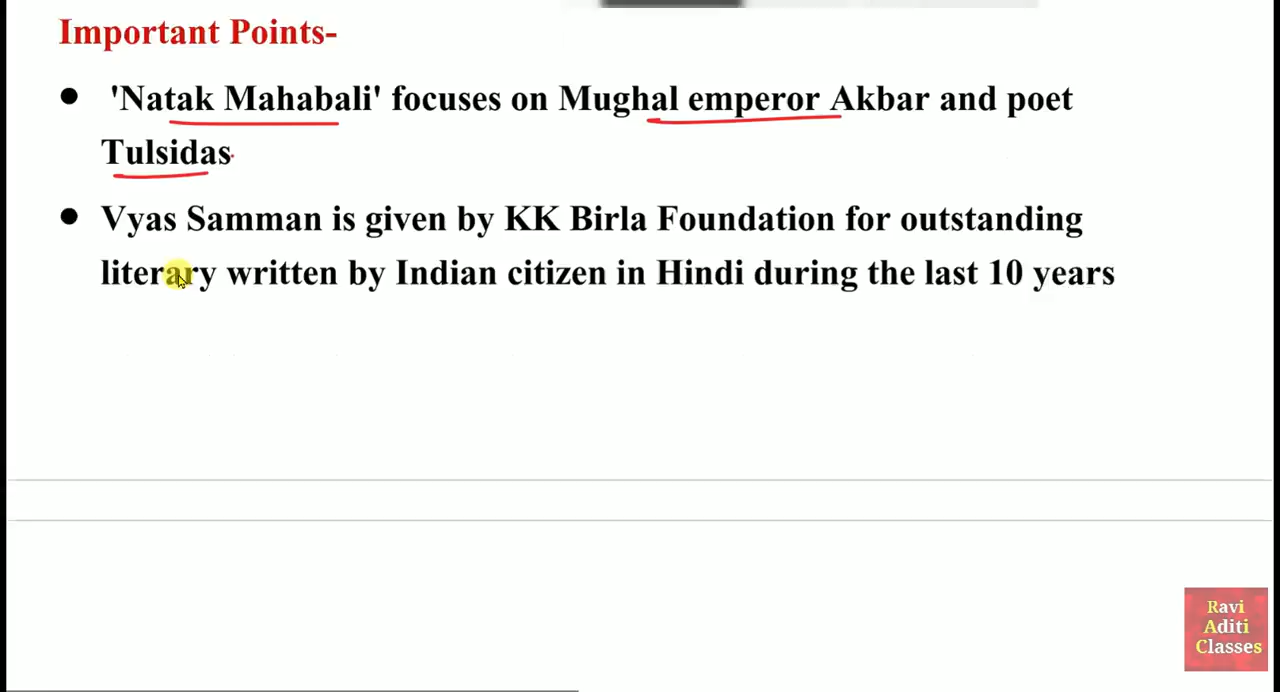 Important Points-
'Natak Mahabali' focuses on Mughal emperor Akbar and poet
Tulsidas
Vyas Samman is given by KK Birla Foundation for outstanding
literary written by Indian citizen in Hindi during the last 10 years
Ravi
Aditi
Classes